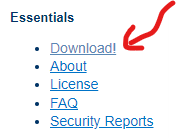 Essentials
Download!
About
License
FAQ
Security Reports